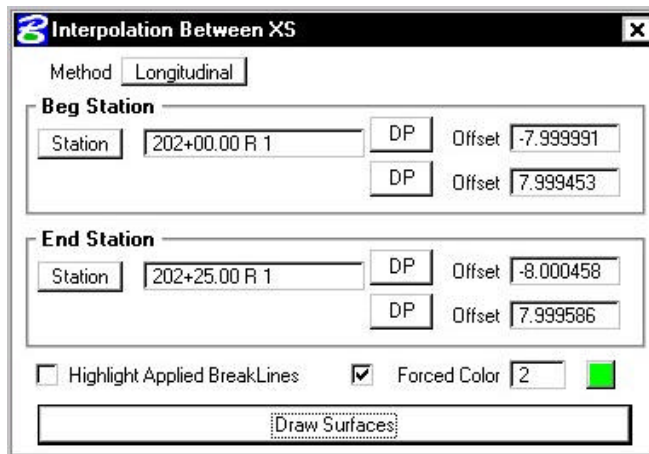 Interpolation Between XS
Method Longitudinal
Beg Station
Station 202+00.00 R 1 DP Offset -7.999991
DP Offset 7.999453
End Station
Station 202+25.00 R 1 DP Offset -8.000458
DP Offset 7.999586
Highlight Applied BreakLines Forced Color 2
Draw Surfaces